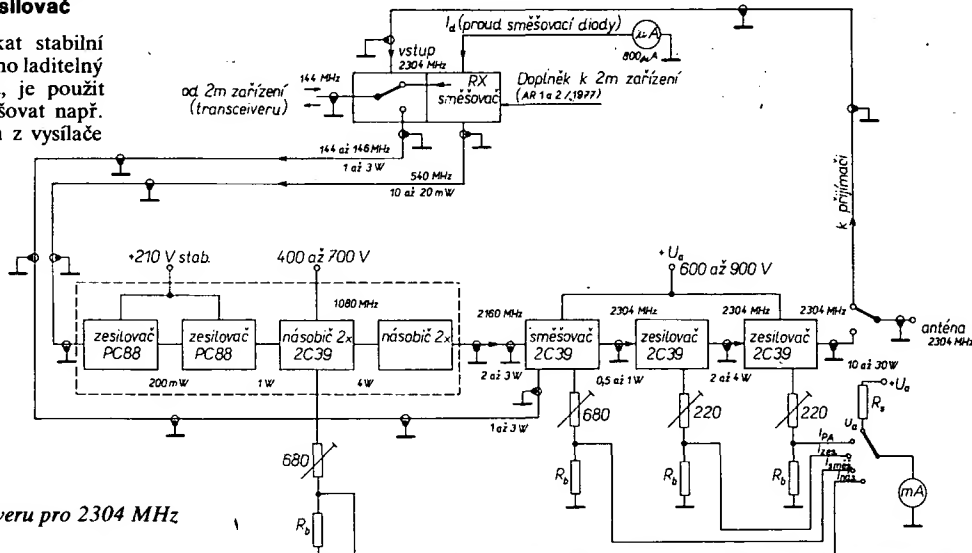 esilovač
kat stabilní
no laditelný
, je použit
šovat např.
z vysílače
I_d (proud směšovací diody)
µA
800µA
vstup
2304 MHz
144 MHz
od 2m zařízení
(transceiveru)
RX
směšovač
Doplněk k 2m zařízení
(AR 1 a 2/1977)
144 až 146 MHz
1 až 3 W
540 MHz
10 až 20 mW
k přijímači
+210 V stab.
400 až 700 V
+U_a
600 až 900 V
1080 MHz
2160 MHz
2304 MHz
2304 MHz
2304 MHz
zesilovač
PC88
zesilovač
PC88
násobič 2x
2C39
násobič 2x
směšovač
2C39
zesilovač
2C39
zesilovač
2C39
anténa
2304 MHz
200 mW
1 W
4 W
2 až 3 W
0,5 až 1 W
2 až 4 W
10 až 30 W
1 až 3 W
+U_a
R_s
U_a
680
220
220
I_PA
I_zes.
I_směš.
I_nás.
680
R_b
R_b
R_b
mA
R_b
veru pro 2304 MHz